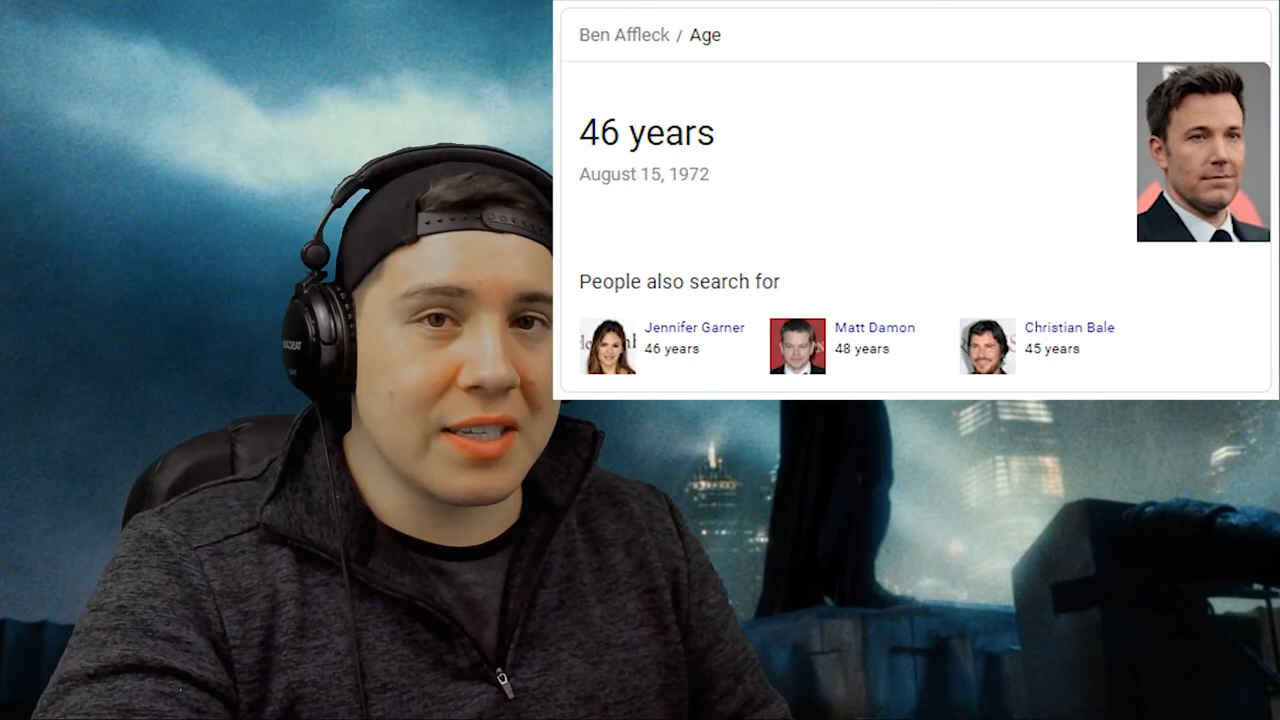 Ben Affleck / Age
46 years
August 15, 1972
People also search for
Jennifer Garner
46 years
Matt Damon
48 years
Christian Bale
45 years